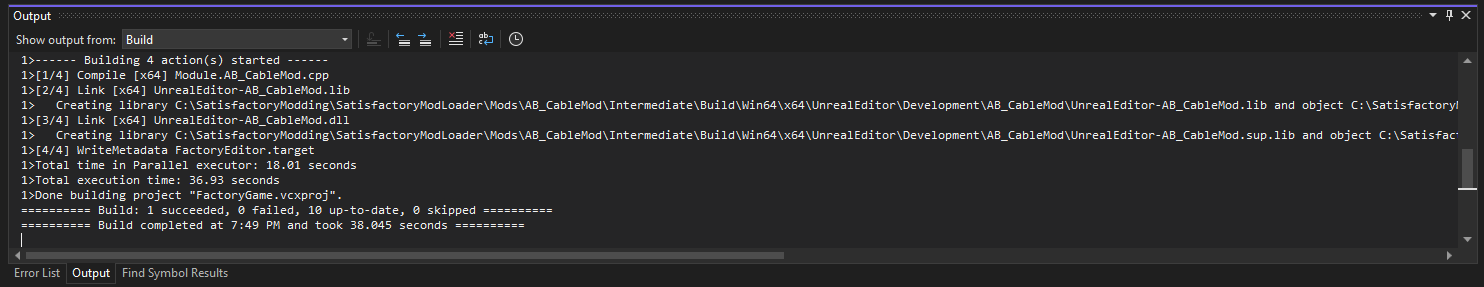 Output
Show output from: Build
1>------ Building 4 action(s) started ------
1>[1/4] Compile [x64] Module.AB_CableMod.cpp
1>[2/4] Link [x64] UnrealEditor-AB_CableMod.lib
1>   Creating library C:\SatisfactoryModding\SatisfactoryModLoader\Mods\AB_CableMod\Intermediate\Build\Win64\x64\UnrealEditor\Development\AB_CableMod\UnrealEditor-AB_CableMod.lib and object C:\SatisfactoryM
1>[3/4] Link [x64] UnrealEditor-AB_CableMod.dll
1>   Creating library C:\SatisfactoryModding\SatisfactoryModLoader\Mods\AB_CableMod\Intermediate\Build\Win64\x64\UnrealEditor\Development\AB_CableMod\UnrealEditor-AB_CableMod.sup.lib and object C:\Satisfact
1>[4/4] WriteMetadata FactoryEditor.target
1>Total time in Parallel executor: 18.01 seconds
1>Total execution time: 36.93 seconds
1>Done building project "FactoryGame.vcxproj".
========== Build: 1 succeeded, 0 failed, 10 up-to-date, 0 skipped ==========
========== Build completed at 7:49 PM and took 38.045 seconds ==========
Error List Output Find Symbol Results